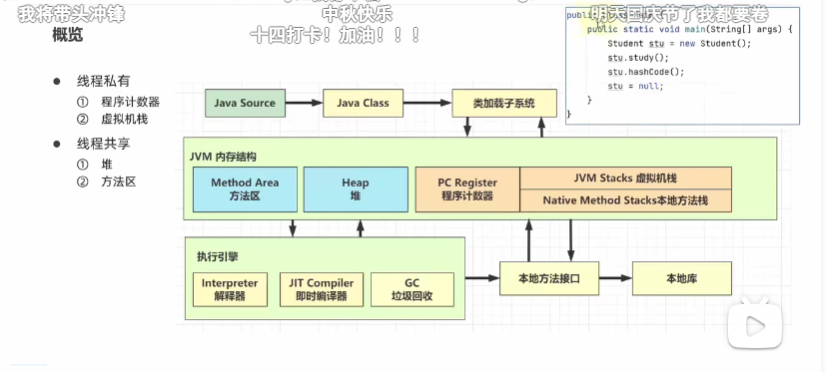 我将带头冲锋
中秋快乐
明天国庆节了我都要卷
十四打卡！加油！！！
概览
public static void main(String[] args) {
Student stu = new Student();
stu.study();
stu.hashCode();
stu = null;
}
}
线程私有
① 程序计数器
② 虚拟机栈
线程共享
① 堆
② 方法区
Java Source
Java Class
类加载子系统
JVM 内存结构
Method Area
方法区
Heap
堆
PC Register
程序计数器
JVM Stacks 虚拟机栈
Native Method Stacks本地方法栈
执行引擎
Interpreter
解释器
JIT Compiler
即时编译器
GC
垃圾回收
本地方法接口
本地库